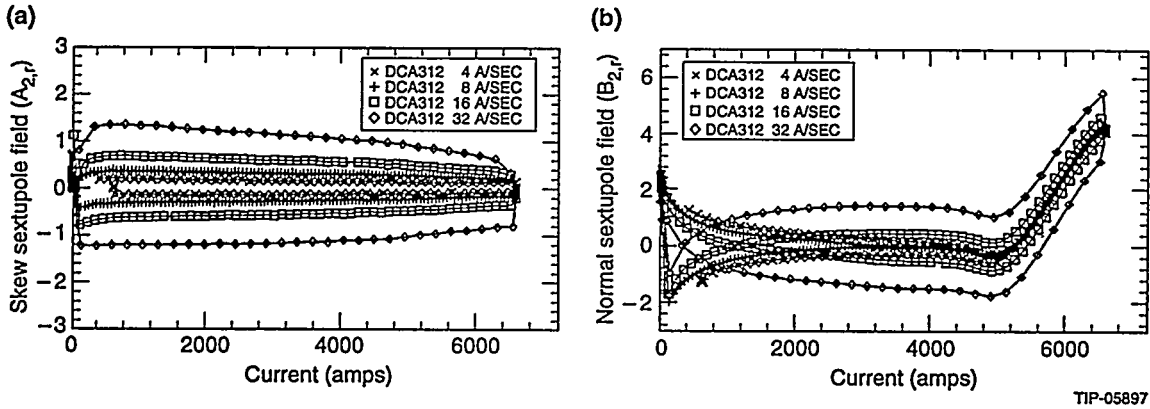 (a)
Skew sextupole field (A2,r)
3
2
1
0
−1
−2
−3
× DCA312 4 A/SEC
+ DCA312 8 A/SEC
□ DCA312 16 A/SEC
◇ DCA312 32 A/SEC
0 2000 4000 6000
Current (amps)
(b)
Normal sextupole field (B2,r)
6
4
2
0
−2
× DCA312 4 A/SEC
+ DCA312 8 A/SEC
□ DCA312 16 A/SEC
◇ DCA312 32 A/SEC
0 2000 4000 6000
Current (amps)
TIP-05897